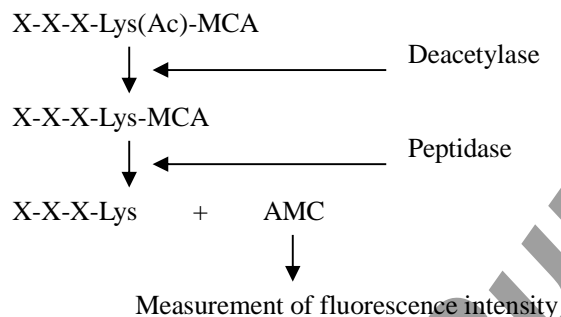 X-X-X-Lys(Ac)-MCA
Deacetylase
X-X-X-Lys-MCA
Peptidase
X-X-X-Lys + AMC
Measurement of fluorescence intensity